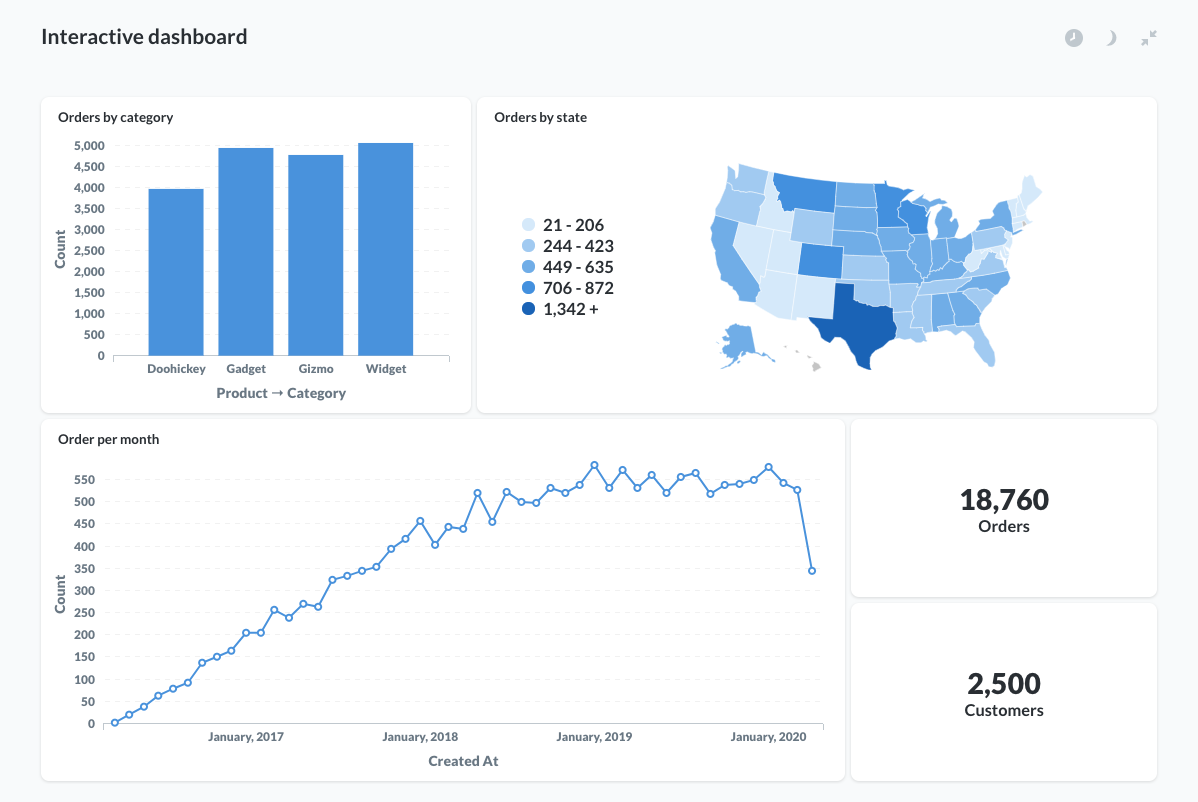 Interactive dashboard
Orders by category
Count
5,000
4,500
4,000
3,500
3,000
2,500
2,000
1,500
1,000
500
0
Doohickey Gadget Gizmo Widget
Product → Category
Orders by state
21 - 206
244 - 423
449 - 635
706 - 872
1,342 +
Order per month
Count
550
500
450
400
350
300
250
200
150
100
50
0
January, 2017 January, 2018 January, 2019 January, 2020
Created At
18,760
Orders
2,500
Customers